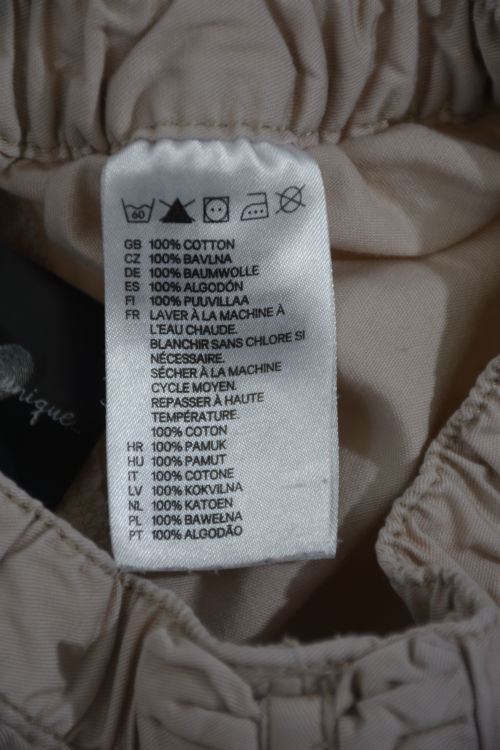 60
GB 100% COTTON
CZ 100% BAVLNA
DE 100% BAUMWOLLE
ES 100% ALGODÓN
FI 100% PUUVILLAA
FR LAVER À LA MACHINE À
L'EAU CHAUDE.
BLANCHIR SANS CHLORE SI
NÉCESSAIRE.
SÉCHER À LA MACHINE
CYCLE MOYEN.
REPASSER À HAUTE
TEMPÉRATURE.
100% COTON
HR 100% PAMUK
HU 100% PAMUT
IT 100% COTONE
LV 100% KOKVILNA
NL 100% KATOEN
PL 100% BAWEŁNA
PT 100% ALGODÃO